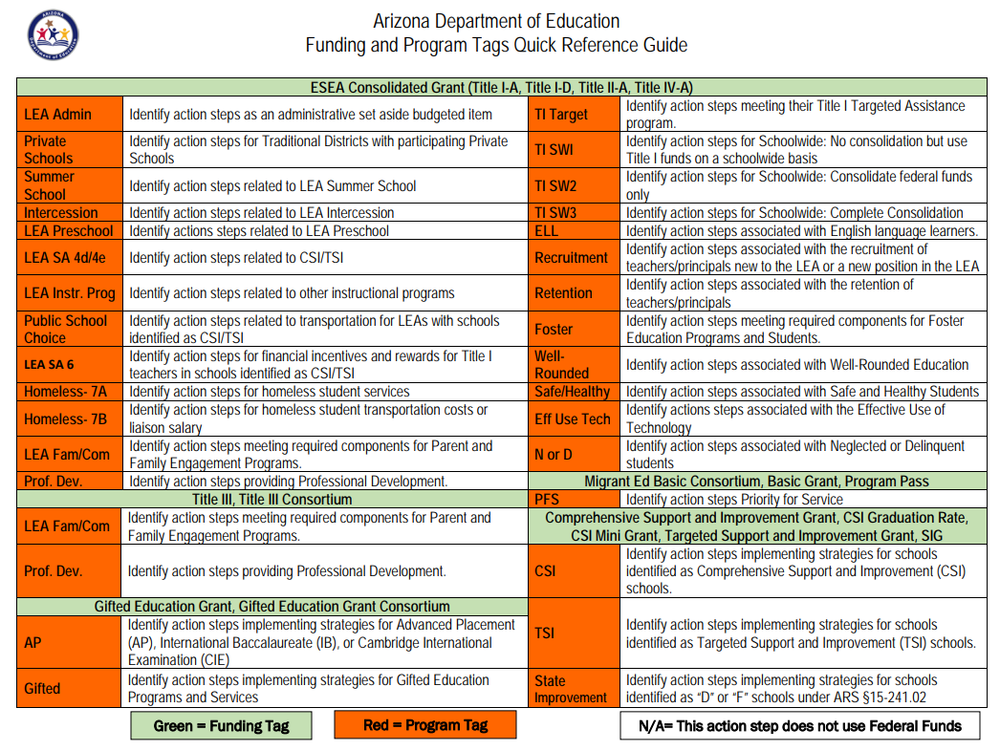 Arizona Department of Education
Funding and Program Tags Quick Reference Guide
ESEA Consolidated Grant (Title I-A, Title I-D, Title II-A, Title IV-A)
LEA Admin
Identify action steps as an administrative set aside budgeted item
Private
Schools
Identify action steps for Traditional Districts with participating Private
Schools
Summer
School
Identify action steps related to LEA Summer School
Intercession
Identify action steps related to LEA Intercession
LEA Preschool
Identify actions steps related to LEA Preschool
LEA SA 4d/4e
Identify action steps related to CSI/TSI
LEA Instr. Prog
Identify action steps related to other instructional programs
Public School
Choice
Identify action steps related to transportation for LEAs with schools
identified as CSI/TSI
LEA SA 6
Identify action steps for financial incentives and rewards for Title I
teachers in schools identified as CSI/TSI
Homeless- 7A
Identify action steps for homeless student services
Homeless- 7B
Identify action steps for homeless student transportation costs or
liaison salary
LEA Fam/Com
Identify action steps meeting required components for Parent and
Family Engagement Programs.
Prof. Dev.
Identify action steps providing Professional Development.
Title III, Title III Consortium
LEA Fam/Com
Identify action steps meeting required components for Parent and
Family Engagement Programs.
Prof. Dev.
Identify action steps providing Professional Development.
Gifted Education Grant, Gifted Education Grant Consortium
AP
Identify action steps implementing strategies for Advanced Placement
(AP), International Baccalaureate (IB), or Cambridge International
Examination (CIE)
Gifted
Identify action steps implementing strategies for Gifted Education
Programs and Services
TI Target
Identify action steps meeting their Title I Targeted Assistance
program.
TI SWI
Identify action steps for Schoolwide: No consolidation but use
Title I funds on a schoolwide basis
TI SW2
Identify action steps for Schoolwide: Consolidate federal funds
only
TI SW3
Identify action steps for Schoolwide: Complete Consolidation
ELL
Identify action steps associated with English language learners.
Recruitment
Identify action steps associated with the recruitment of
teachers/principals new to the LEA or a new position in the LEA
Retention
Identify action steps associated with the retention of
teachers/principals
Foster
Identify action steps meeting required components for Foster
Education Programs and Students.
Well-
Rounded
Identify action steps associated with Well-Rounded Education
Safe/Healthy
Identify action steps associated with Safe and Healthy Students
Eff Use Tech
Identify actions steps associated with the Effective Use of
Technology
N or D
Identify action steps associated with Neglected or Delinquent
students
Migrant Ed Basic Consortium, Basic Grant, Program Pass
PFS
Identify action steps Priority for Service
Comprehensive Support and Improvement Grant, CSI Graduation Rate,
CSI Mini Grant, Targeted Support and Improvement Grant, SIG
CSI
Identify action steps implementing strategies for schools
identified as Comprehensive Support and Improvement (CSI)
schools.
TSI
Identify action steps implementing strategies for schools
identified as Targeted Support and Improvement (TSI) schools.
State
Improvement
Identify action steps implementing strategies for schools
identified as “D” or “F” schools under ARS §15-241.02
Green = Funding Tag
Red = Program Tag
N/A= This action step does not use Federal Funds